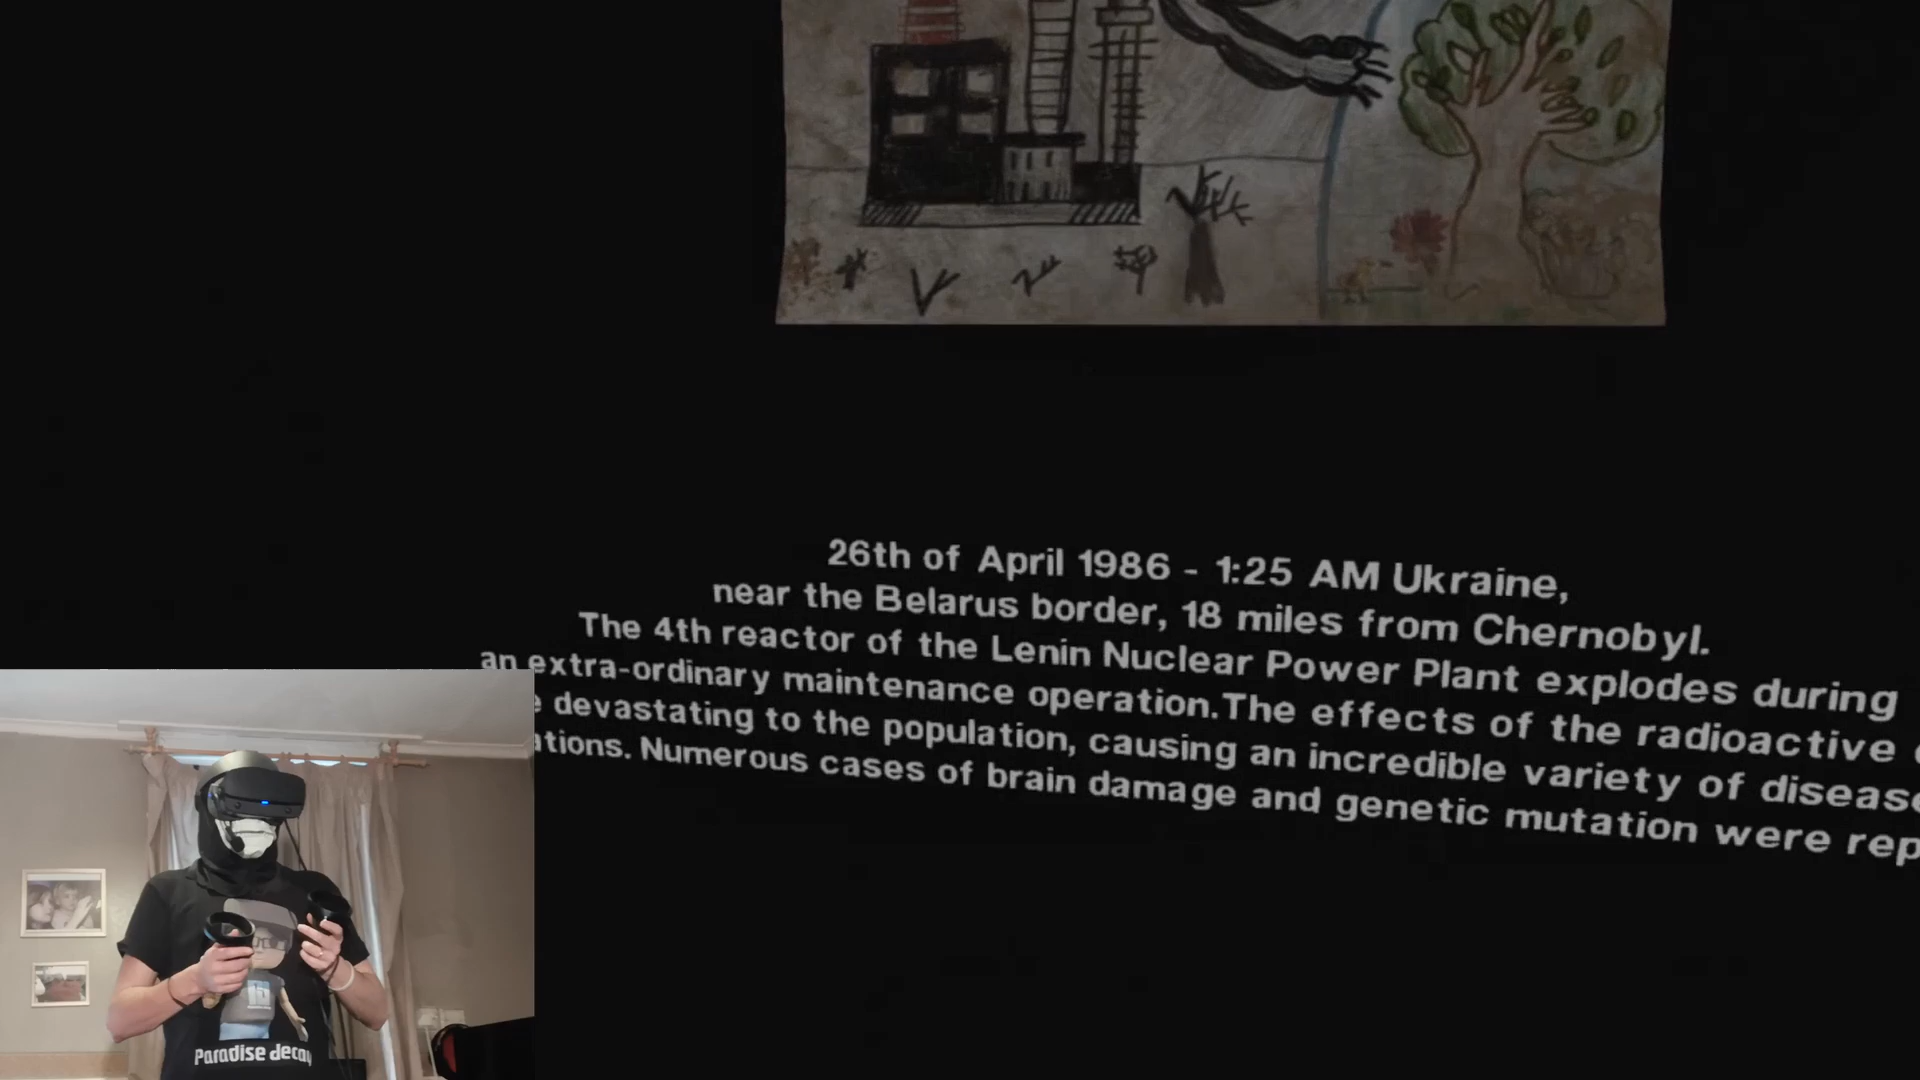 26th of April 1986 - 1:25 AM Ukraine,
near the Belarus border, 18 miles from Chernobyl.
The 4th reactor of the Lenin Nuclear Power Plant explodes during
an extra-ordinary maintenance operation.The effects of the radioactive
devastating to the population, causing an incredible variety of
Numerous cases of brain damage and genetic mutation were
Paradise decay